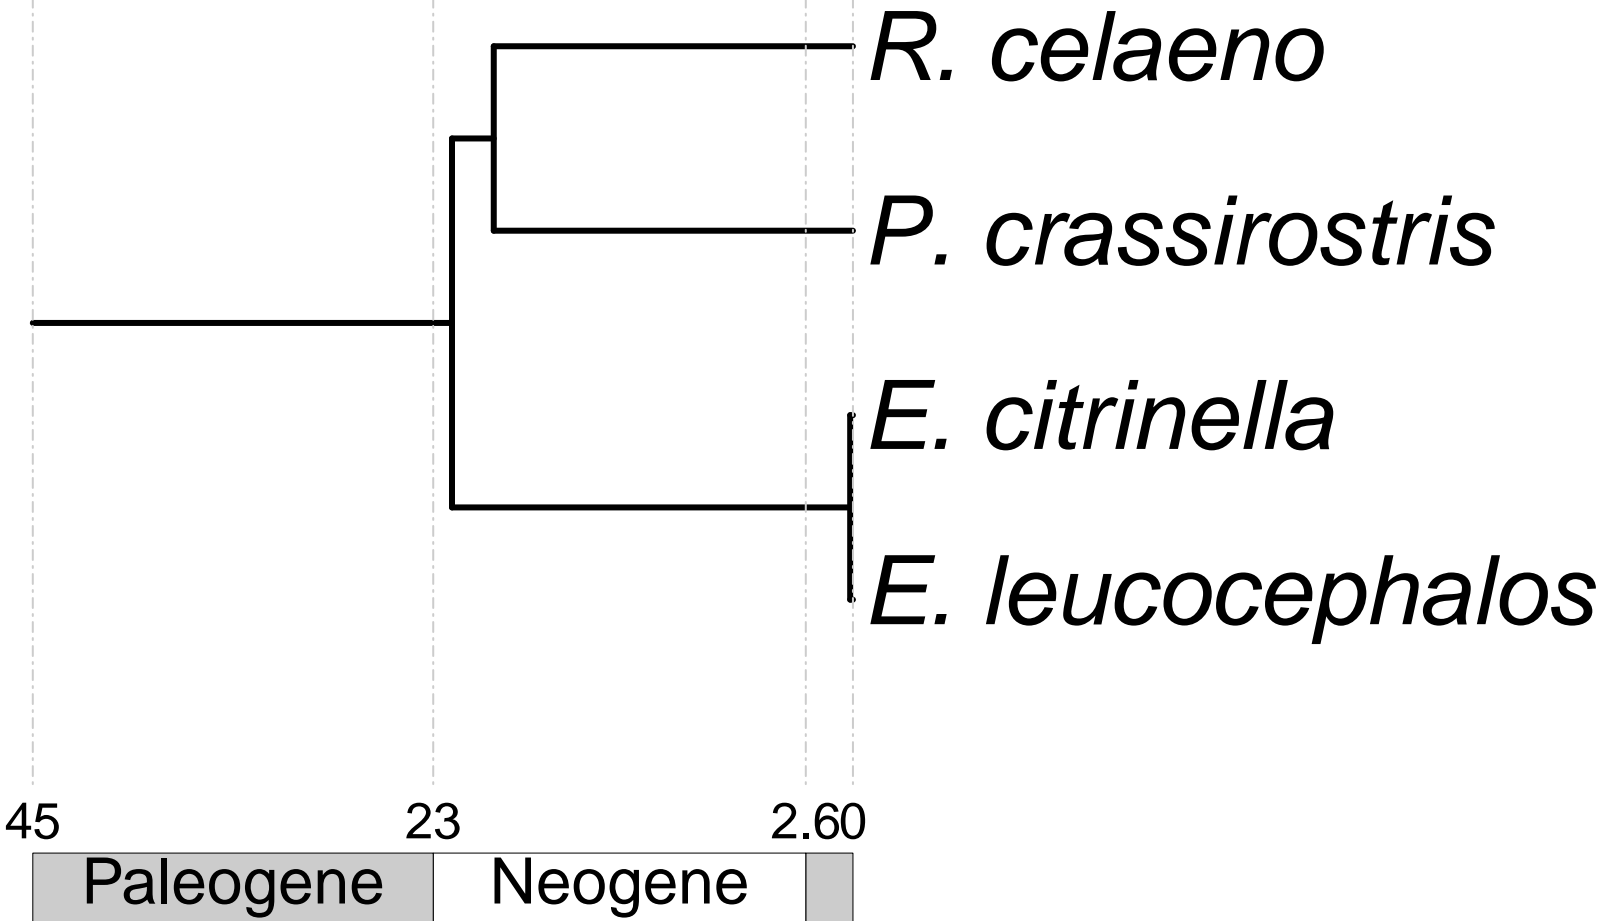 R. celaeno
P. crassirostris
E. citrinella
E. leucocephalos
45 23 2.60
Paleogene Neogene